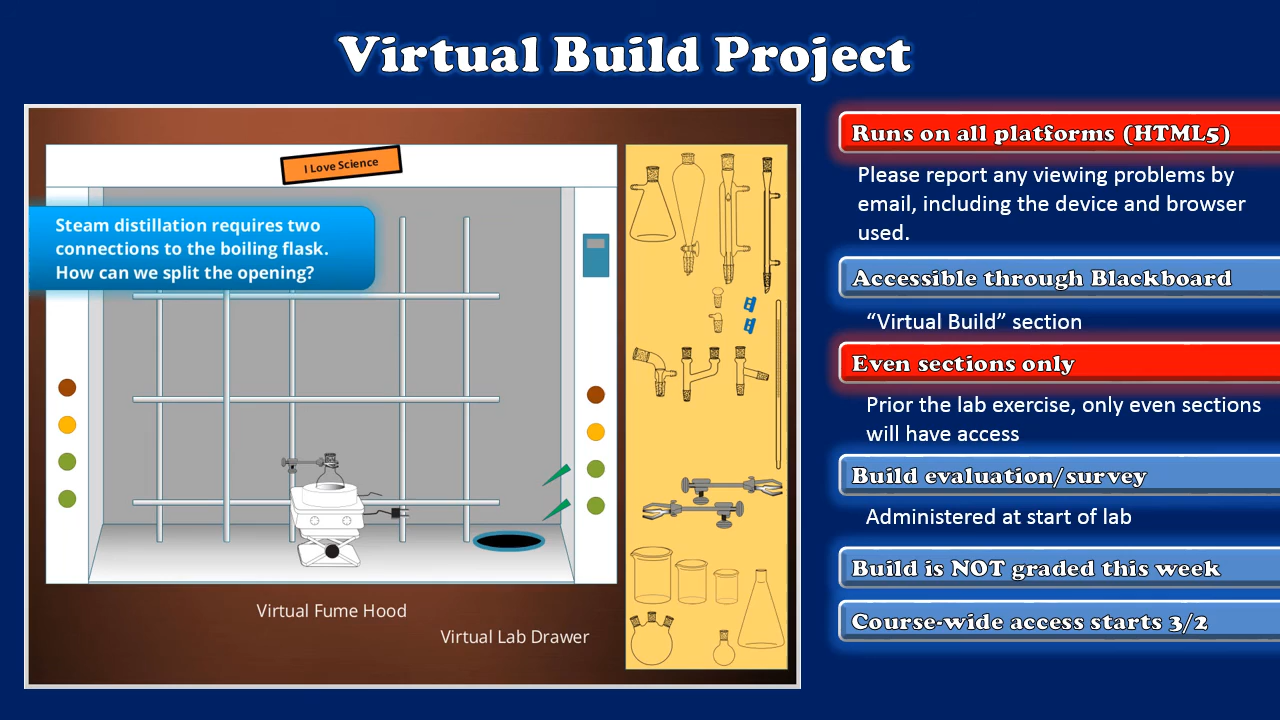 Virtual Build Project
I Love Science
Steam distillation requires two
connections to the boiling flask.
How can we split the opening?
Virtual Fume Hood
Virtual Lab Drawer
Runs on all platforms (HTML5)
Please report any viewing problems by
email, including the device and browser
used.
Accessible through Blackboard
“Virtual Build” section
Even sections only
Prior the lab exercise, only even sections
will have access
Build evaluation/survey
Administered at start of lab
Build is NOT graded this week
Course-wide access starts 3/2